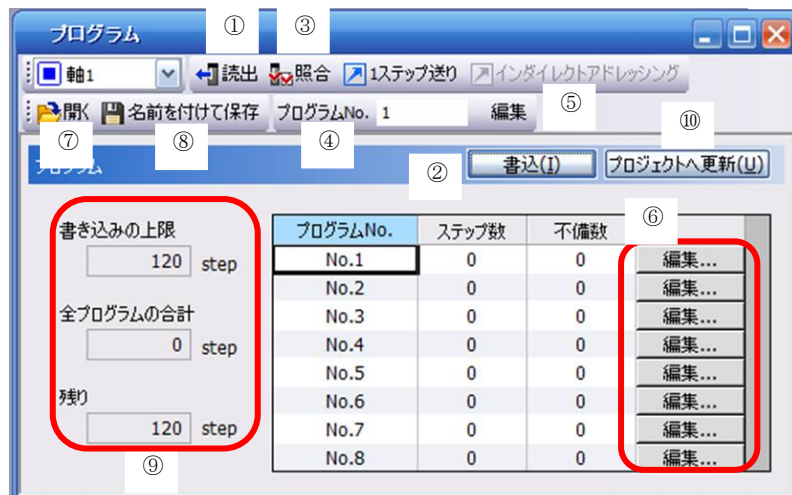 プログラム ① ③
軸1 読出 照合 1ステップ送り インダイレクトアドレッシング
開く 名前を付けて保存 プログラムNo. 1 編集 ⑤
⑦ ⑧ ④ ⑩
プログラム ② 書込(I) プロジェクトへ更新(U)
書き込みの上限
120 step
全プログラムの合計
0 step
残り
120 step
⑨
⑥
プログラムNo. ステップ数 不備数
No.1 0 0 編集...
No.2 0 0 編集...
No.3 0 0 編集...
No.4 0 0 編集...
No.5 0 0 編集...
No.6 0 0 編集...
No.7 0 0 編集...
No.8 0 0 編集...